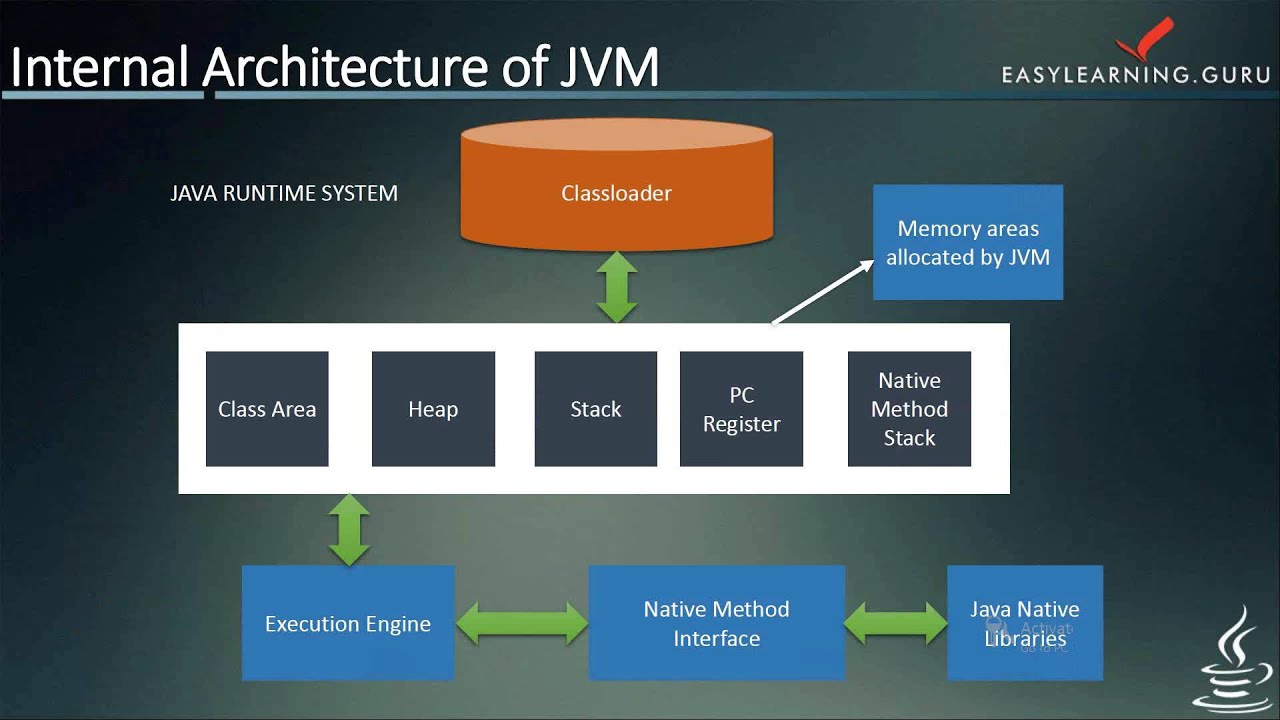 Internal Architecture of JVM
EASYLEARNING.GURU
JAVA RUNTIME SYSTEM
Classloader
Memory areas
allocated by JVM
Class Area
Heap
Stack
PC
Register
Native
Method
Stack
Execution Engine
Native Method
Interface
Java Native
Libraries
Activat
Go to PC